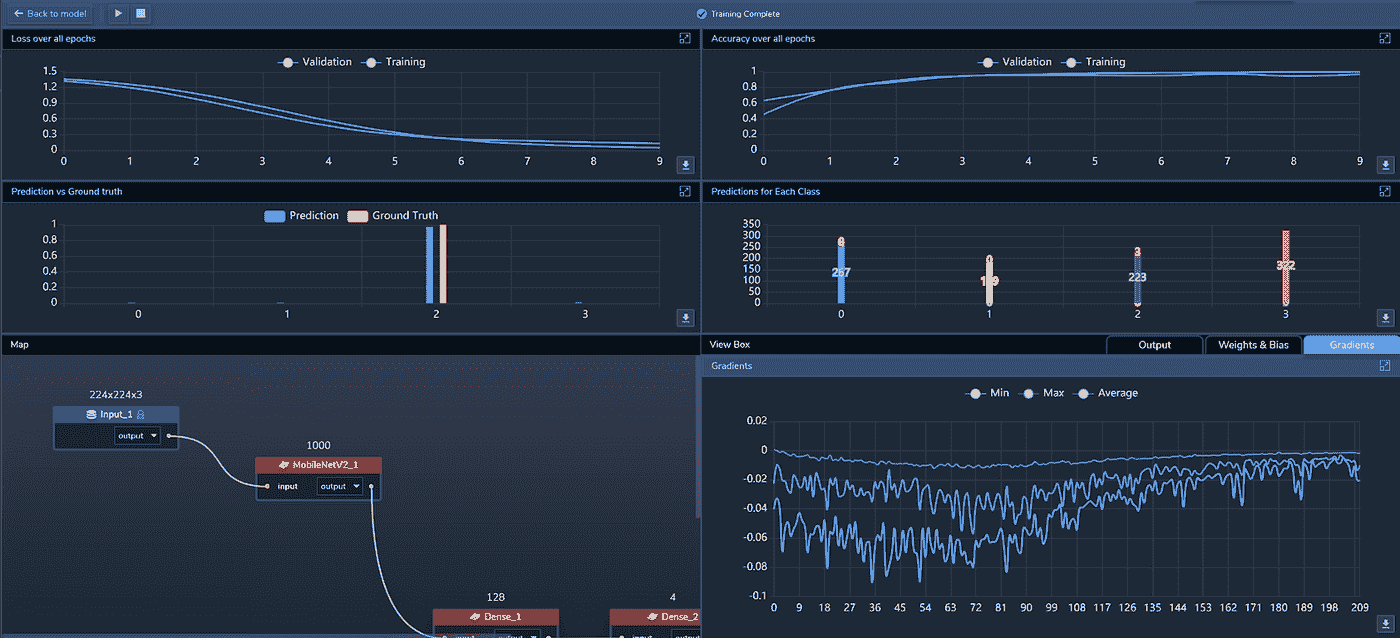 Back to model
Training Complete
Loss over all epochs
Validation Training
1.5
1.2
0.9
0.6
0.3
0
0 1 2 3 4 5 6 7 8 9
Accuracy over all epochs
Validation Training
1
0.8
0.6
0.4
0.2
0
0 1 2 3 4 5 6 7 8 9
Prediction vs Ground truth
Prediction Ground Truth
1
0.8
0.6
0.4
0.2
0
0 1 2 3
Predictions for Each Class
350
300
250
200
150
100
50
0
267
3
223
322
0 1 2 3
Map
224x224x3
Input_1
output
1000
MobileNetV2_1
input output
128
Dense_1
4
Dense_2
View Box
Output Weights & Bias Gradients
Gradients
Min Max Average
0.02
0
-0.02
-0.04
-0.06
-0.08
-0.1
0 9 18 27 36 45 54 63 72 81 90 99 108 117 126 135 144 153 162 171 180 189 198 209